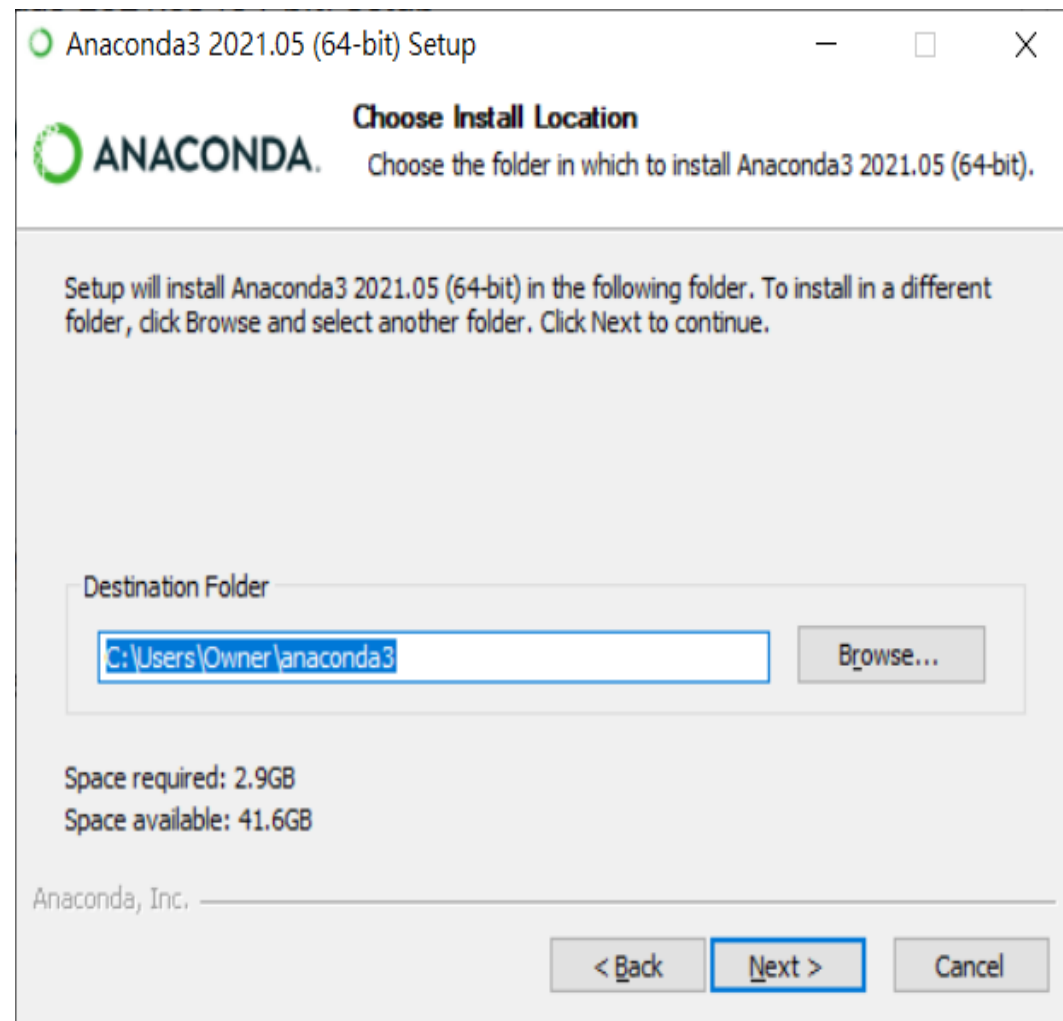 Anaconda3 2021.05 (64-bit) Setup
ANACONDA.
Choose Install Location
Choose the folder in which to install Anaconda3 2021.05 (64-bit).
Setup will install Anaconda3 2021.05 (64-bit) in the following folder. To install in a different
folder, click Browse and select another folder. Click Next to continue.
Destination Folder
C:\Users\Owner\anaconda3
Browse...
Space required: 2.9GB
Space available: 41.6GB
Anaconda, Inc.
< Back
Next >
Cancel